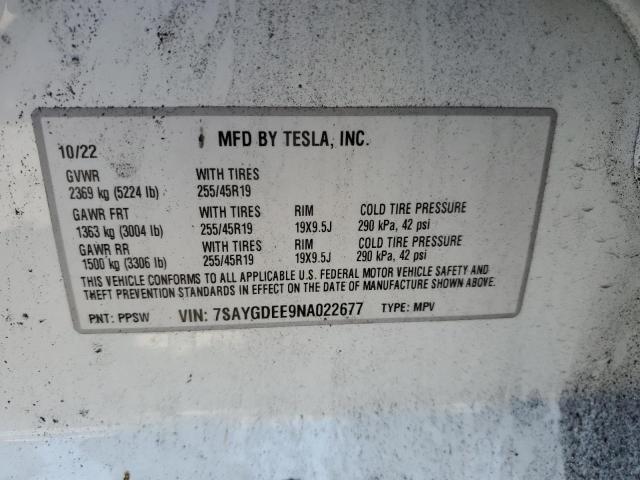 MFD BY TESLA, INC.
10/22
GVWR WITH TIRES
2369 kg (5224 lb) 255/45R19
GAWR FRT WITH TIRES RIM COLD TIRE PRESSURE
1363 kg (3004 lb) 255/45R19 19X9.5J 290 kPa, 42 psi
GAWR RR WITH TIRES RIM COLD TIRE PRESSURE
1500 kg (3306 lb) 255/45R19 19X9.5J 290 kPa, 42 psi
THIS VEHICLE CONFORMS TO ALL APPLICABLE U.S. FEDERAL MOTOR VEHICLE SAFETY AND
THEFT PREVENTION STANDARDS IN EFFECT ON THE DATE OF MANUFACTURE SHOWN ABOVE.
PNT: PPSW VIN: 7SAYGDEE9NA022677 TYPE: MPV